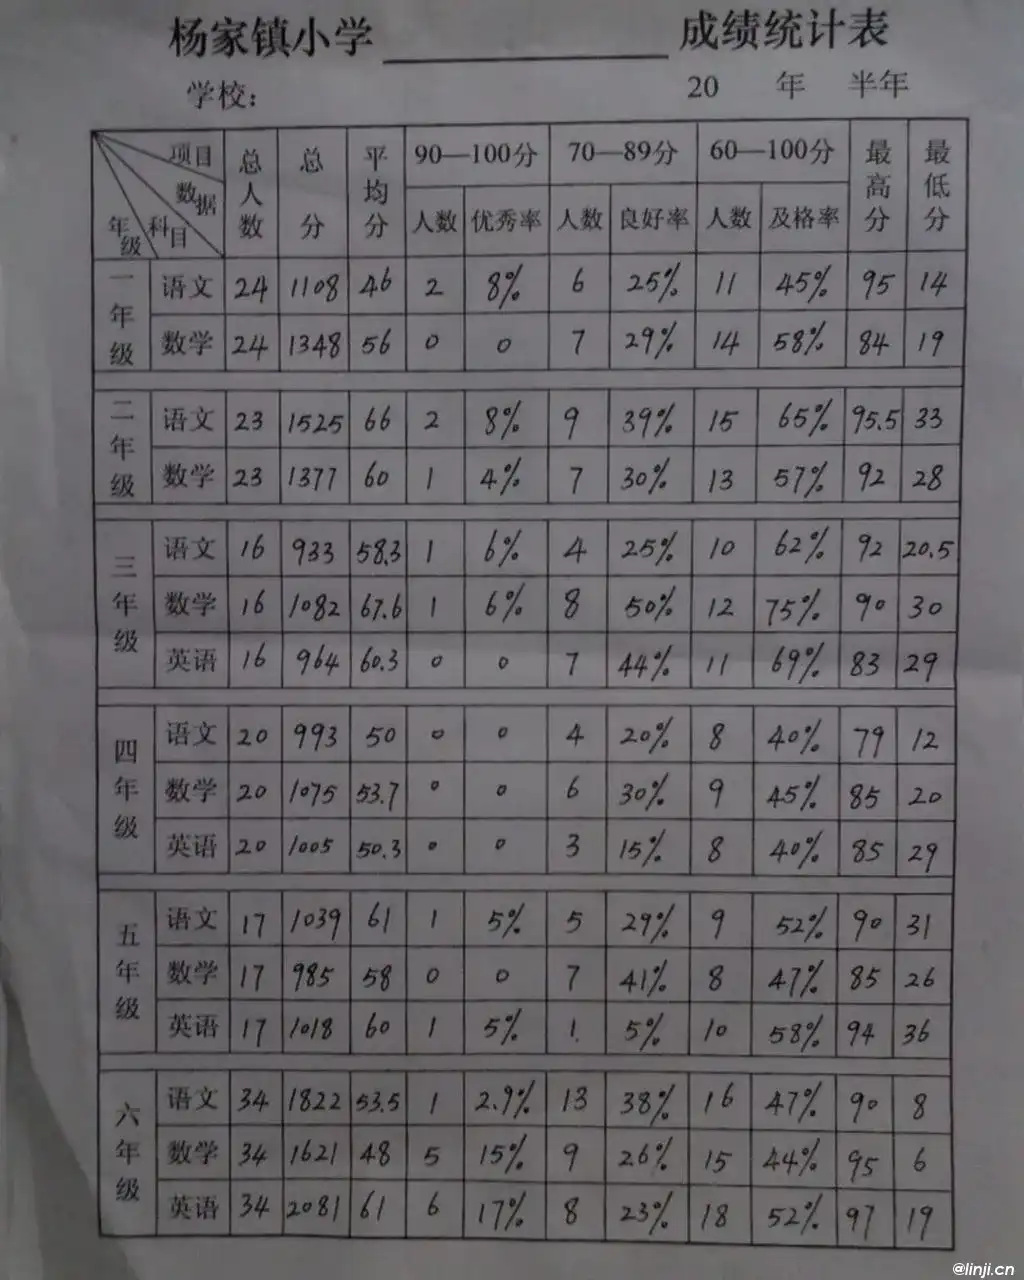 杨家镇小学 成绩统计表
学校： 20 年 半年
项目 数据 科目 年级 总人数 总分 平均分 90—100分 70—89分 60—100分 最高分 最低分
人数 优秀率 人数 良好率 人数 及格率
一年级
语文 24 1108 46 2 8% 6 25% 11 45% 95 14
数学 24 1348 56 0 0 7 29% 14 58% 84 19
二年级
语文 23 1525 66 2 8% 9 39% 15 65% 95.5 33
数学 23 1377 60 1 4% 7 30% 13 57% 92 28
三年级
语文 16 933 58.3 1 6% 4 25% 10 62% 92 20.5
数学 16 1082 67.6 1 6% 8 50% 12 75% 90 30
英语 16 964 60.3 0 0 7 44% 11 69% 83 29
四年级
语文 20 993 50 0 0 4 20% 8 40% 79 12
数学 20 1075 53.7 0 0 6 30% 9 45% 85 20
英语 20 1005 50.3 0 0 3 15% 8 40% 85 29
五年级
语文 17 1039 61 1 5% 5 29% 9 52% 90 31
数学 17 985 58 0 0 7 41% 8 47% 85 26
英语 17 1018 60 1 5% 1 5% 10 58% 94 36
六年级
语文 34 1822 53.5 1 2.9% 13 38% 16 47% 90 8
数学 34 1621 48 5 15% 9 26% 15 44% 95 6
英语 34 2081 61 6 17% 8 23% 18 52% 97 19
@linji.cn